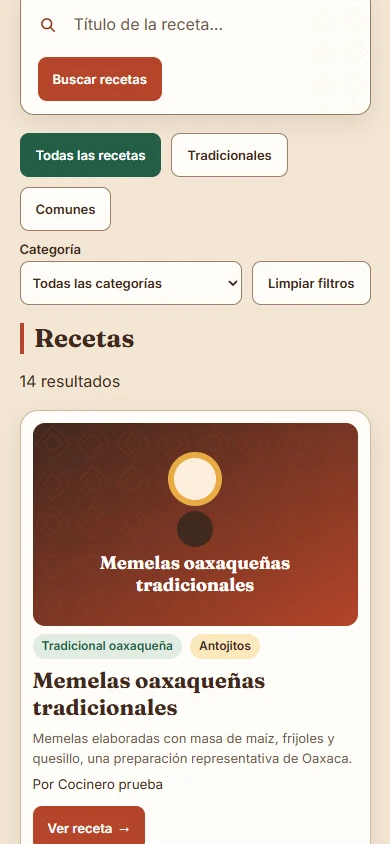 Título de la receta...
Buscar recetas
Todas las recetas
Tradicionales
Comunes
Categoría
Todas las categorías
Limpiar filtros
Recetas
14 resultados
Memelas oaxaqueñas
tradicionales
Tradicional oaxaqueña
Antojitos
Memelas oaxaqueñas
tradicionales
Memelas elaboradas con masa de maíz, frijoles y
quesillo, una preparación representativa de Oaxaca.
Por Cocinero prueba
Ver receta →